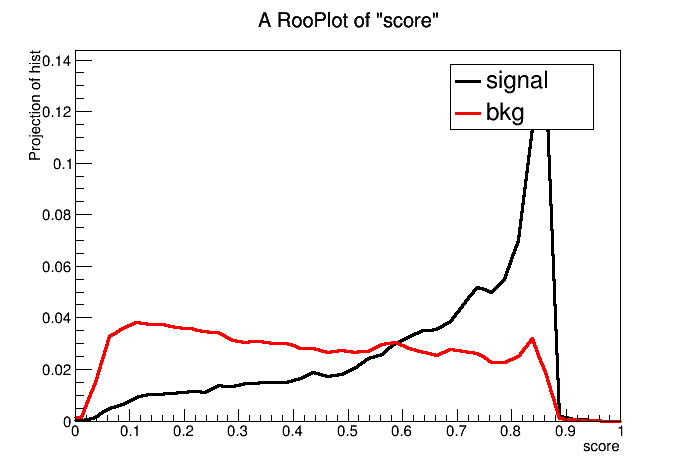 A RooPlot of "score"
Projection of hist
0.14
0.12
0.1
0.08
0.06
0.04
0.02
0
signal
bkg
0 0.1 0.2 0.3 0.4 0.5 0.6 0.7 0.8 0.9 1
score